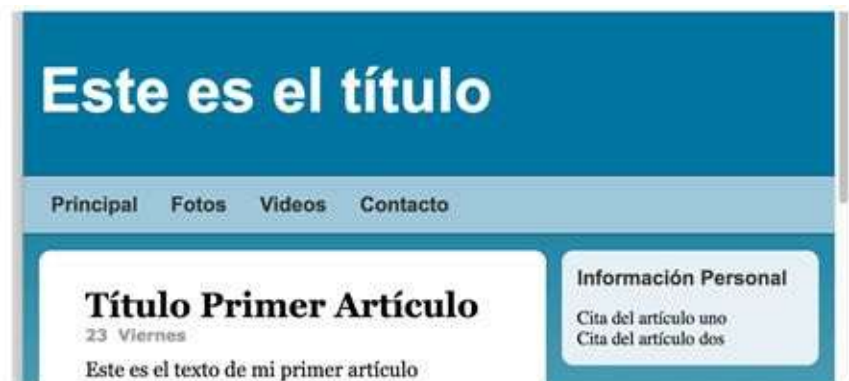 Este es el título
Principal Fotos Videos Contacto
Título Primer Artículo
23 Viernes
Este es el texto de mi primer artículo
Información Personal
Cita del artículo uno
Cita del artículo dos